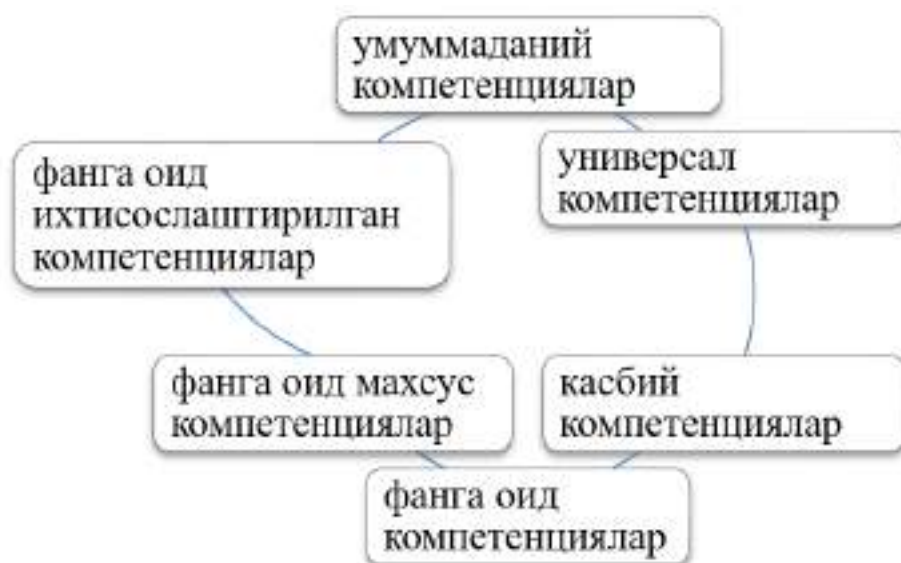 умуммаданий
компетенциялар
универсал
компетенциялар
касбий
компетенциялар
фанга оид
компетенциялар
фанга оид махсус
компетенциялар
фанга оид
ихтисослаштирилган
компетенциялар